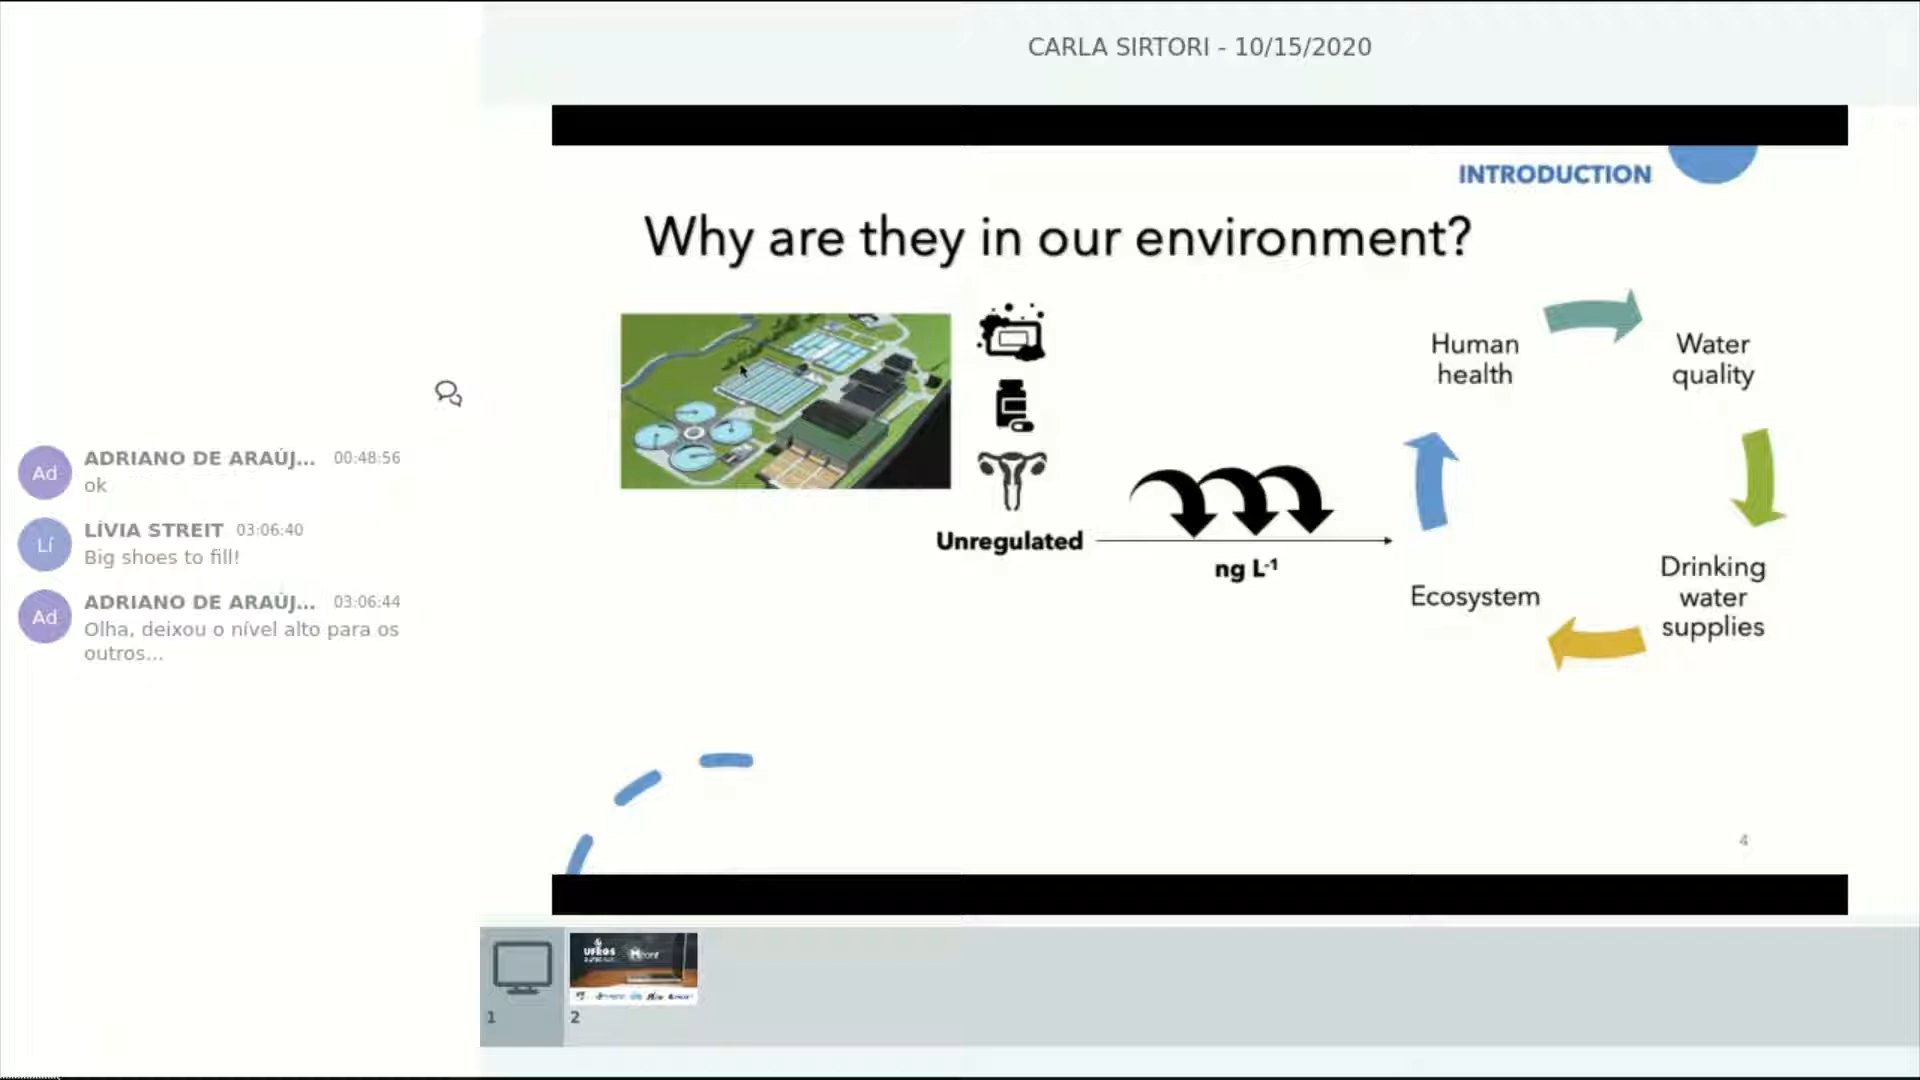 CARLA SIRTORI - 10/15/2020
INTRODUCTION
Why are they in our environment?
Human
health
Water
quality
Unregulated
ng L-1
Ecosystem
Drinking
water
supplies
4
Ad
ADRIANO DE ARAÚJ... 00:48:56
ok
Lí
LÍVIA STREIT 03:06:40
Big shoes to fill!
Ad
ADRIANO DE ARAÚJ... 03:06:44
Olha, deixou o nível alto para os
outros...
UFRGS
1
2